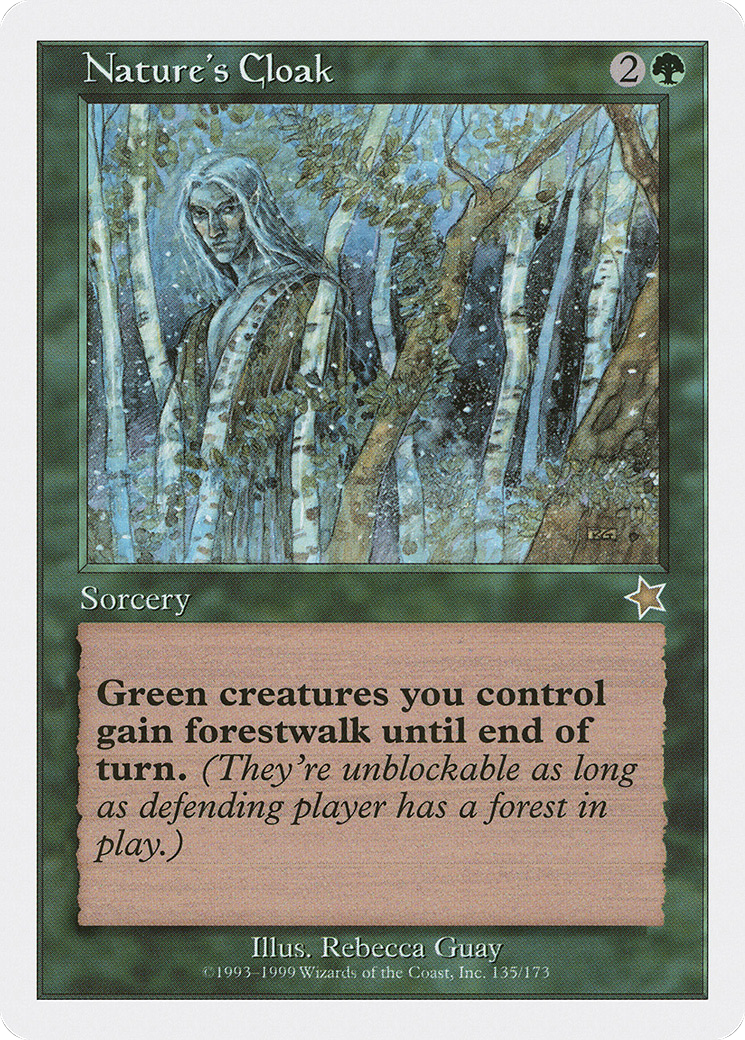 Nature's Cloak
2
RG
Sorcery
Green creatures you control
gain forestwalk until end of
turn. (They're unblockable as long
as defending player has a forest in
play.)
Illus. Rebecca Guay
©1993–1999 Wizards of the Coast, Inc. 135/173